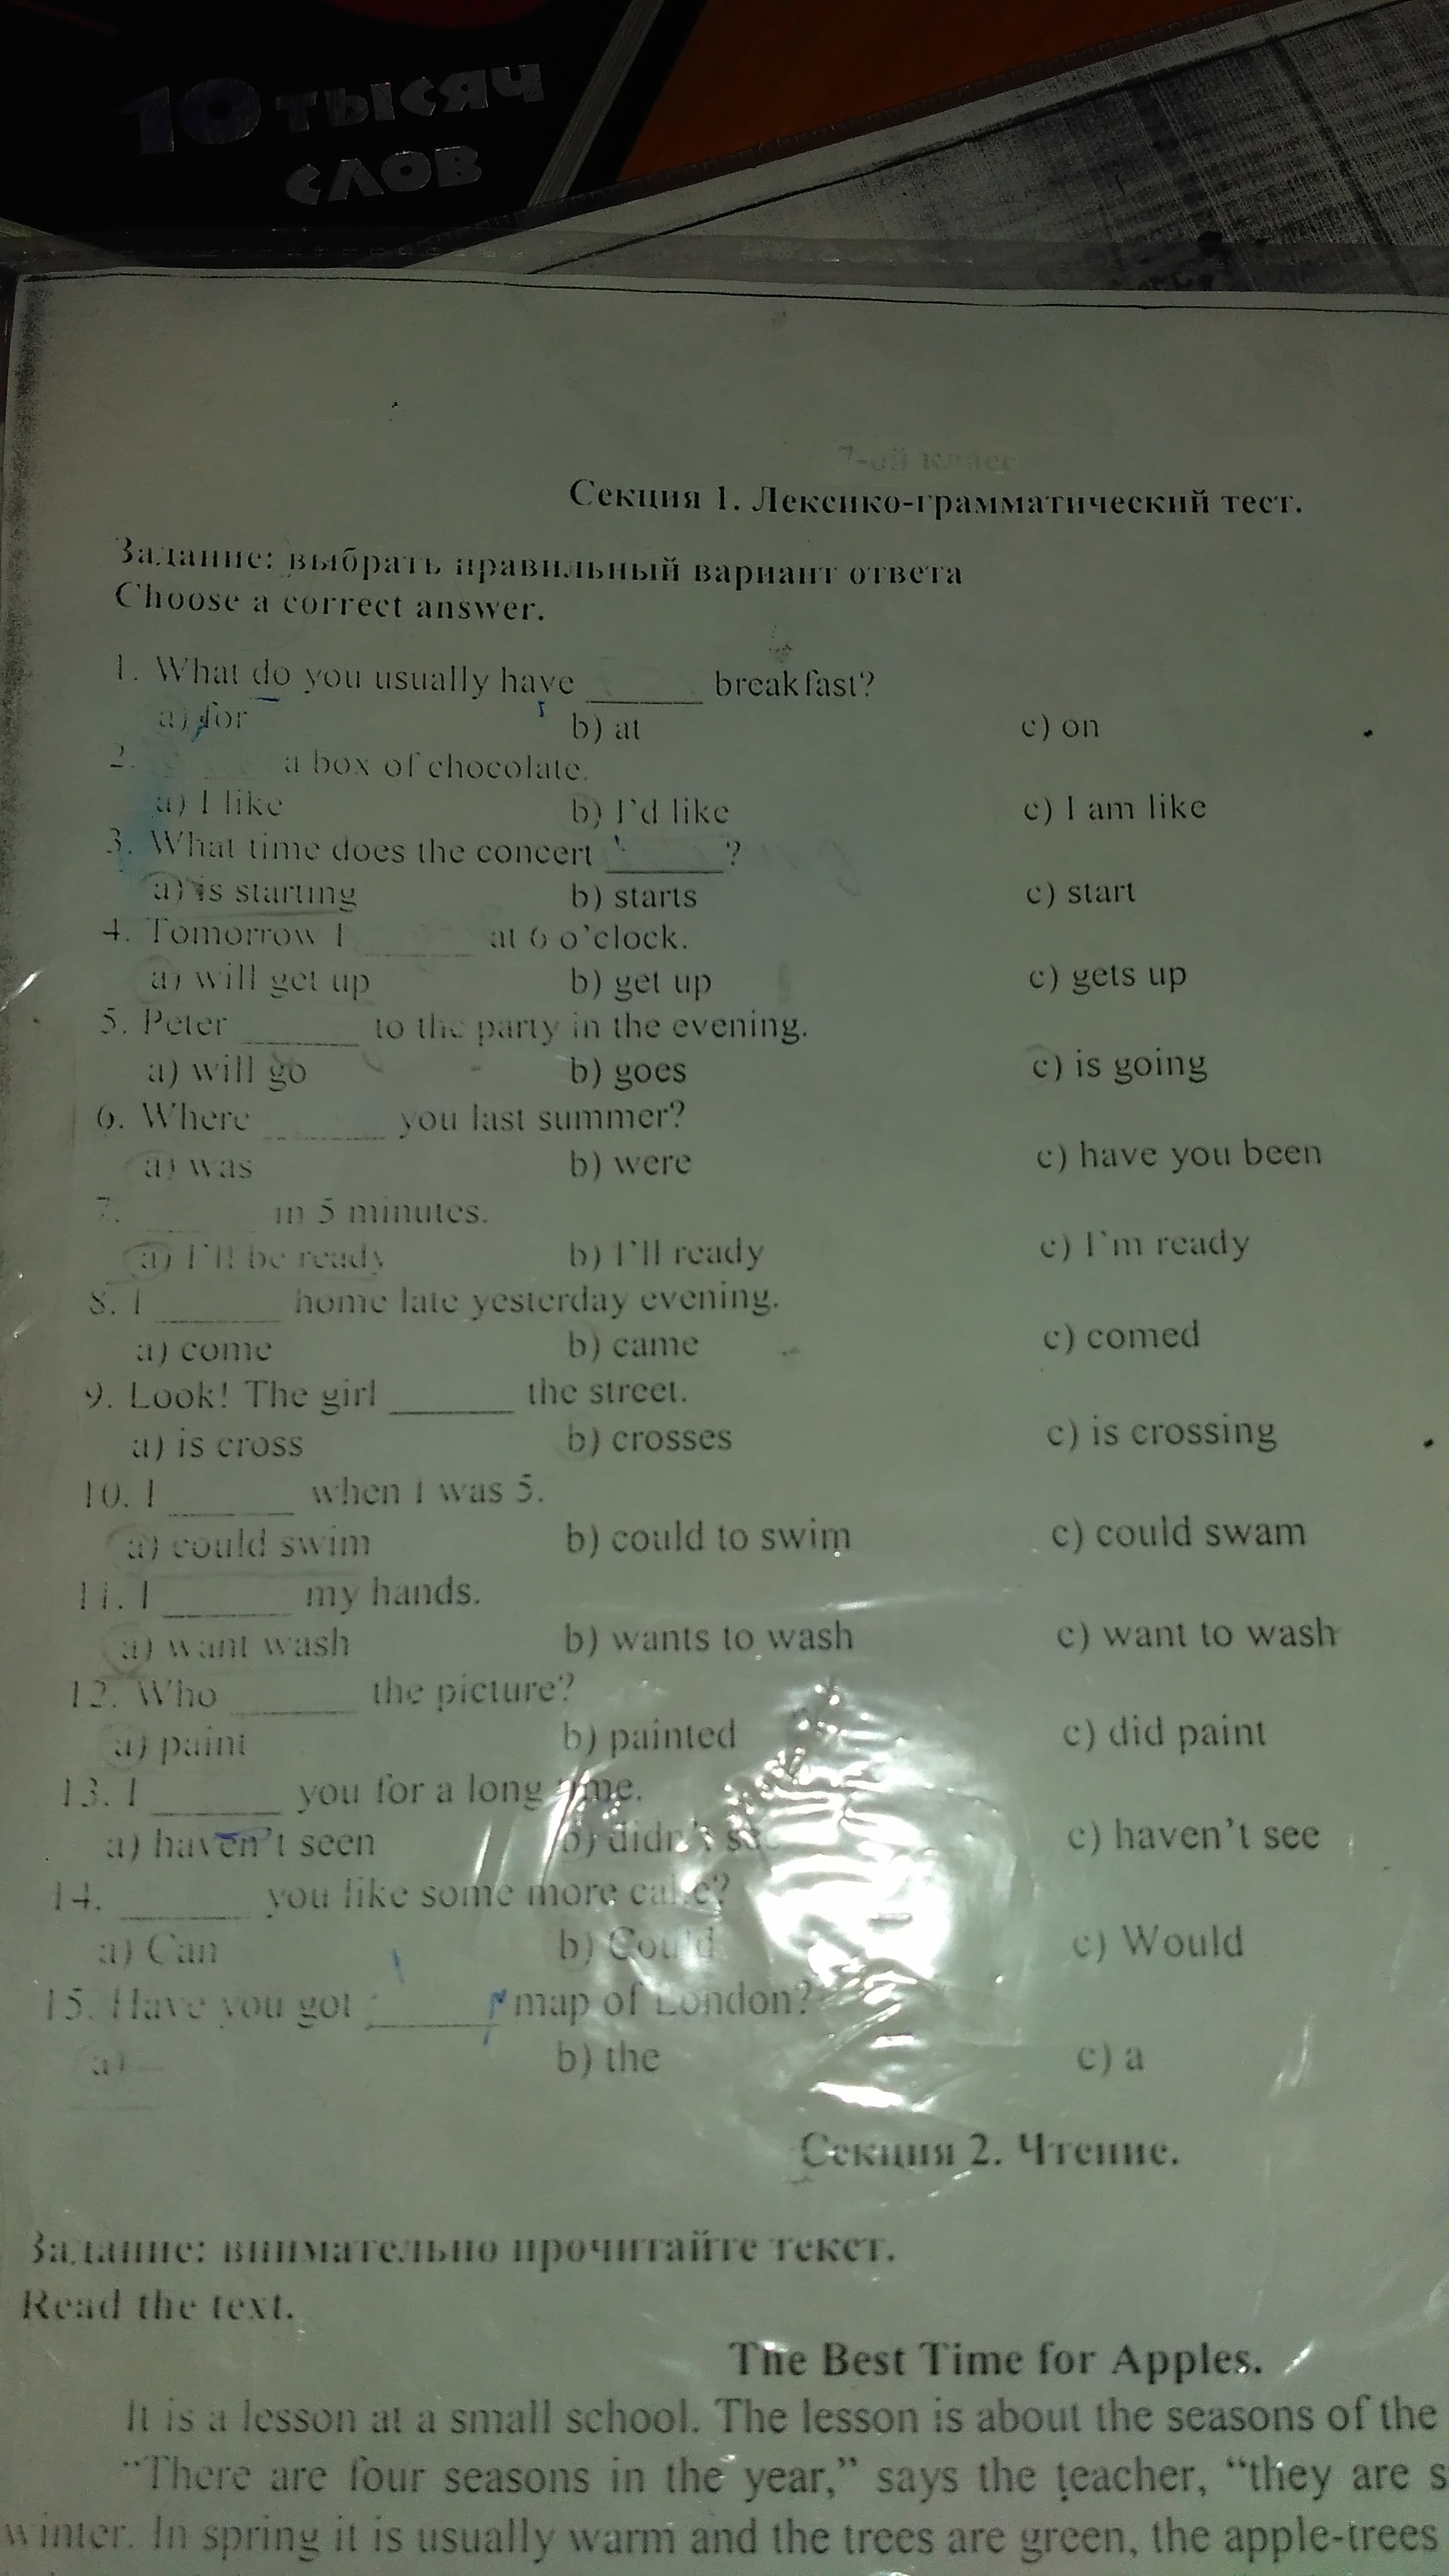 10 тысяч
слов
7-ой класс
Секция 1. Лексико-грамматический тест.
Задание: выбрать правильный вариант ответа
Choose a correct answer.
1. What do you usually have ______ breakfast?
a) for b) at c) on
2. ______ a box of chocolate.
a) I like b) I'd like c) I am like
3. What time does the concert ______?
a) is starting b) starts c) start
4. Tomorrow I ______ at 6 o'clock.
a) will get up b) get up c) gets up
5. Peter ______ to the party in the evening.
a) will go b) goes c) is going
6. Where ______ you last summer?
a) was b) were c) have you been
7. ______ in 5 minutes.
a) I'll be ready b) I'll ready c) I'm ready
8. I ______ home late yesterday evening.
a) come b) came c) comed
9. Look! The girl ______ the street.
a) is cross b) crosses c) is crossing
10. I ______ when I was 5.
a) could swim b) could to swim c) could swam
11. I ______ my hands.
a) want wash b) wants to wash c) want to wash
12. Who ______ the picture?
a) paint b) painted c) did paint
13. I ______ you for a long time.
a) haven't seen b) didn't see c) haven't see
14. ______ you like some more cake?
a) Can b) Could c) Would
15. Have you got ______ map of London?
a) — b) the c) a
Секция 2. Чтение.
Задание: внимательно прочитайте текст.
Read the text.
The Best Time for Apples.
It is a lesson at a small school. The lesson is about the seasons of the
“There are four seasons in the year,” says the teacher, “they are s
winter. In spring it is usually warm and the trees are green, the apple-trees